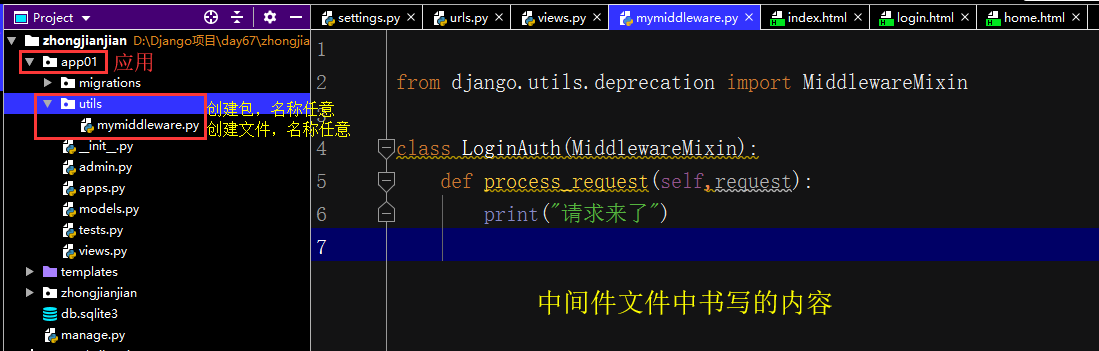 Project
settings.py
urls.py
views.py
mymiddleware.py
index.html
login.html
home.html
zhongjianjian D:\Django项目\day67\zhongjia
app01 应用
migrations
utils 创建包，名称任意
mymiddleware.py 创建文件，名称任意
__init__.py
admin.py
apps.py
models.py
tests.py
views.py
templates
zhongjianjian
db.sqlite3
manage.py
1
2 from django.utils.deprecation import MiddlewareMixin
4 class LoginAuth(MiddlewareMixin):
5 def process_request(self,request):
6 print("请求来了")
7
中间件文件中书写的内容